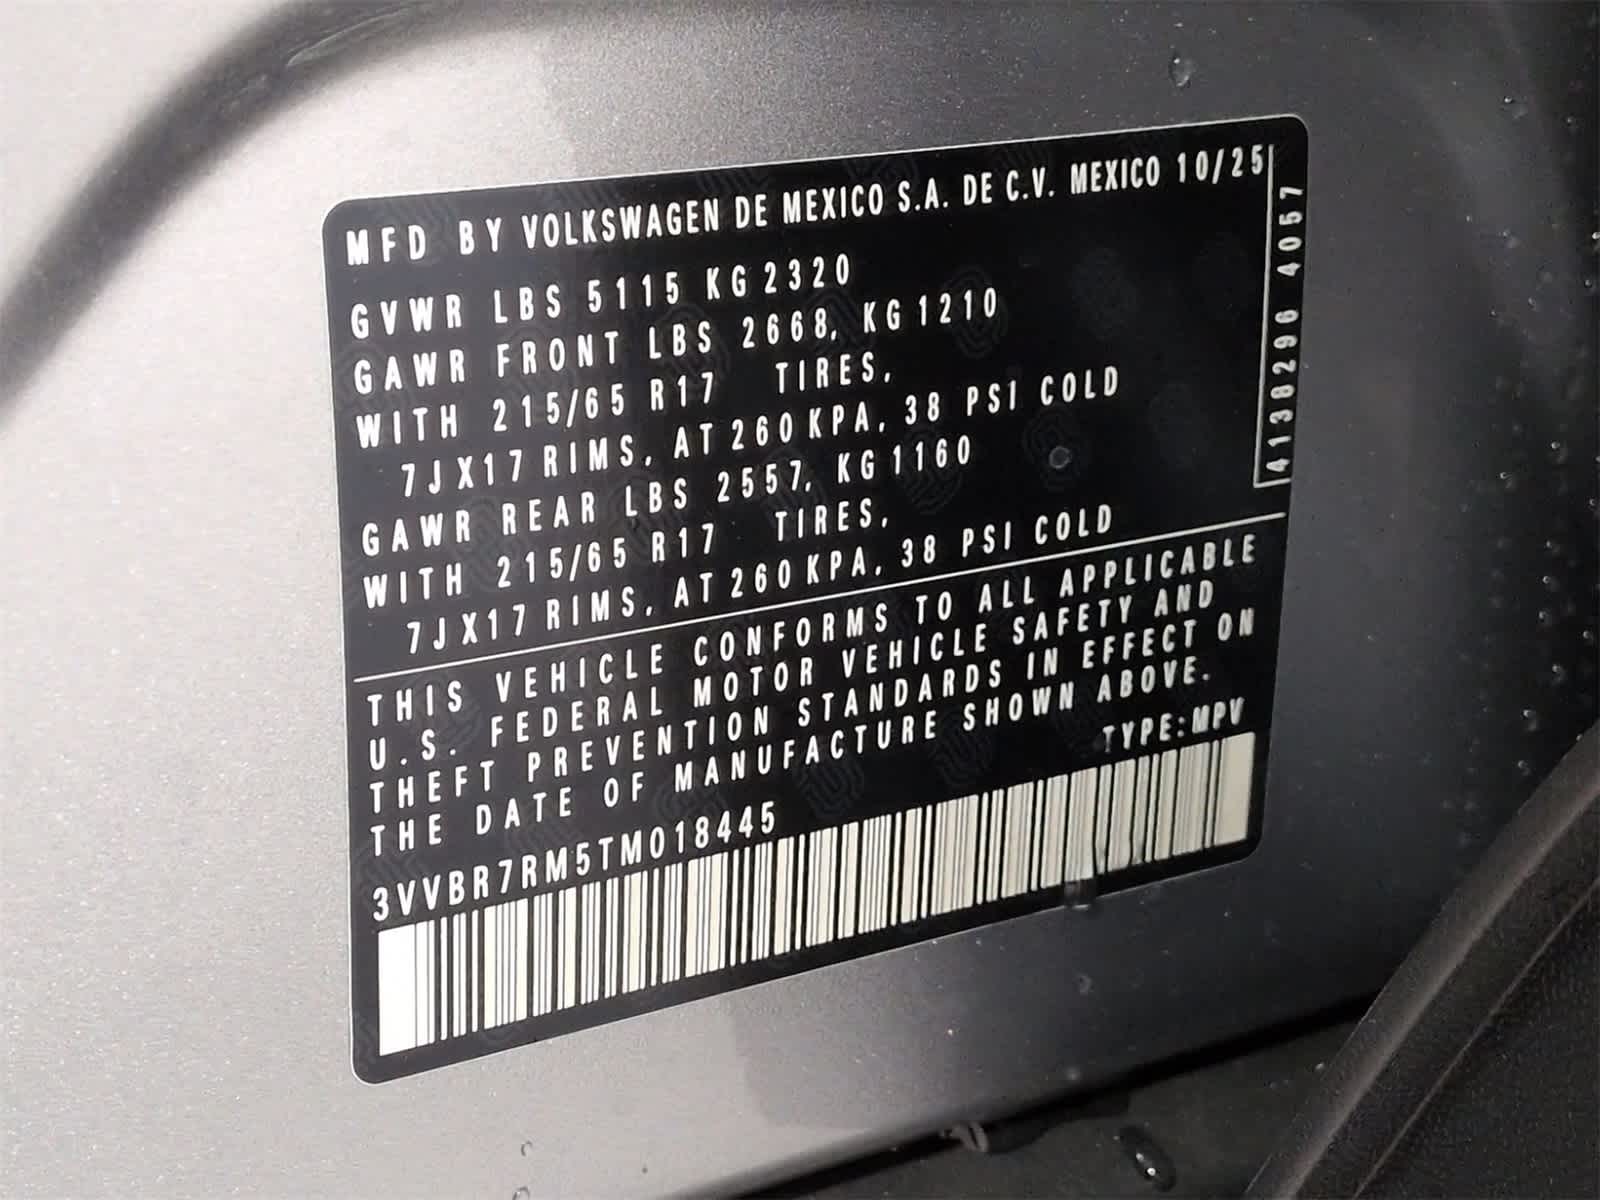 MFD BY VOLKSWAGEN DE MEXICO S.A. DE C.V. MEXICO 10/25
GVWR LBS 5115 KG 2320
GAWR FRONT LBS 2668, KG 1210
WITH 215/65 R17 TIRES,
7JX17 RIMS, AT 260 KPA, 38 PSI COLD
GAWR REAR LBS 2557, KG 1160
WITH 215/65 R17 TIRES,
7JX17 RIMS, AT 260 KPA, 38 PSI COLD
4138296 4057
THIS VEHICLE CONFORMS TO ALL APPLICABLE
U.S. FEDERAL MOTOR VEHICLE SAFETY AND
THEFT PREVENTION STANDARDS IN EFFECT ON
THE DATE OF MANUFACTURE SHOWN ABOVE.
TYPE:MPV
3VVBR7RM5TM018445